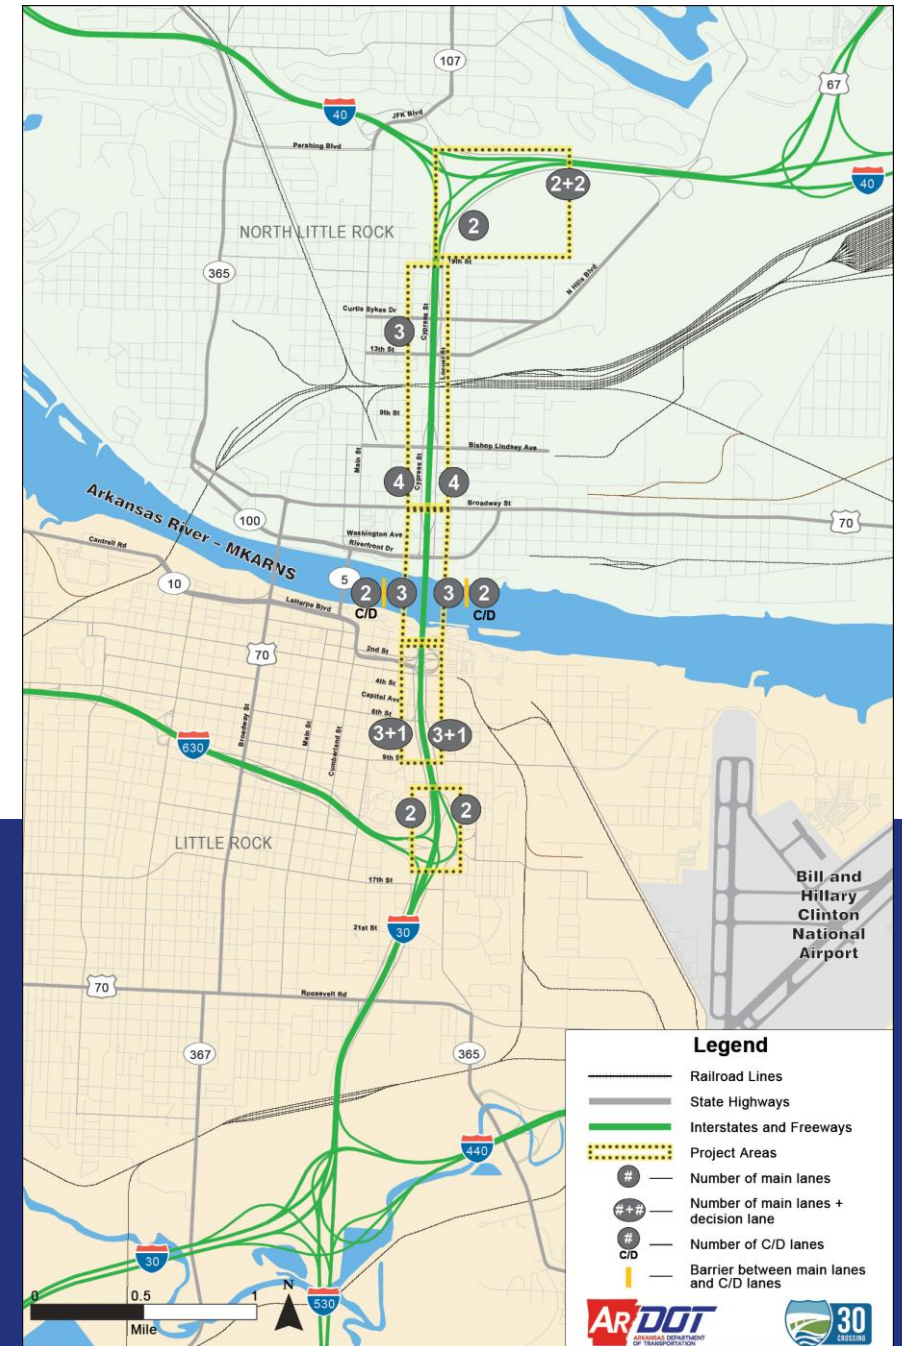 107
67
40
JFK Blvd
Pershing Blvd
40
2+2
2
NORTH LITTLE ROCK
19th St
365
N Hills Blvd
Curtis Sykes Dr
Cypress St
3
13th St
Locust St
9th St
Bishop Lindsey Ave
Main St
Cypress St
4
4
Broadway St
70
100
Washington Ave
Riverfront Dr
Arkansas River – MKARNS
Cantrell Rd
10
5
2
3
3
2
C/D
C/D
LaHarpe Blvd
70
2nd St
4th St
Capitol Ave
6th St
Broadway St
Main St
Cumberland St
3+1
3+1
9th St
630
2
2
LITTLE ROCK
17th St
21st St
30
Bill and
Hillary
Clinton
National
Airport
70
Roosevelt Rd
367
365
440
30
530
0
0.5
1
Mile
N
Legend
Railroad Lines
State Highways
Interstates and Freeways
Project Areas
#
Number of main lanes
#+#
Number of main lanes +
decision lane
#
C/D
Number of C/D lanes
Barrier between main lanes
and C/D lanes
ARDOT
ARKANSAS DEPARTMENT
OF TRANSPORTATION
30
CROSSING